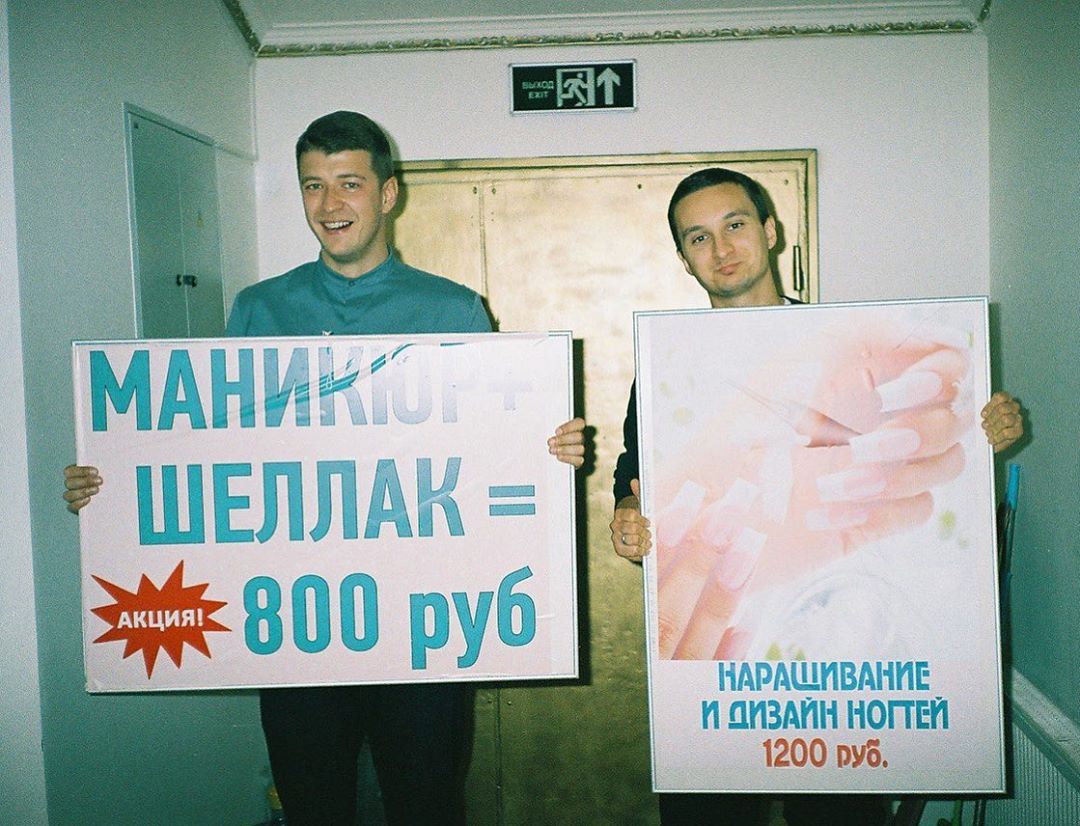 ВЫХОД
EXIT
МАНИКЮР+
ШЕЛЛАК =
АКЦИЯ!
800 руб
НАРАЩИВАНИЕ
И ДИЗАЙН НОГТЕЙ
1200 руб.